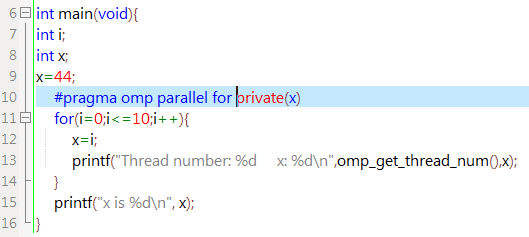 6 int main(void){
7 int i;
8 int x;
9 x=44;
10     #pragma omp parallel for private(x)
11     for(i=0;i<=10;i++){
12         x=i;
13         printf("Thread number: %d     x: %d\n",omp_get_thread_num(),x);
14     }
15     printf("x is %d\n", x);
16 }